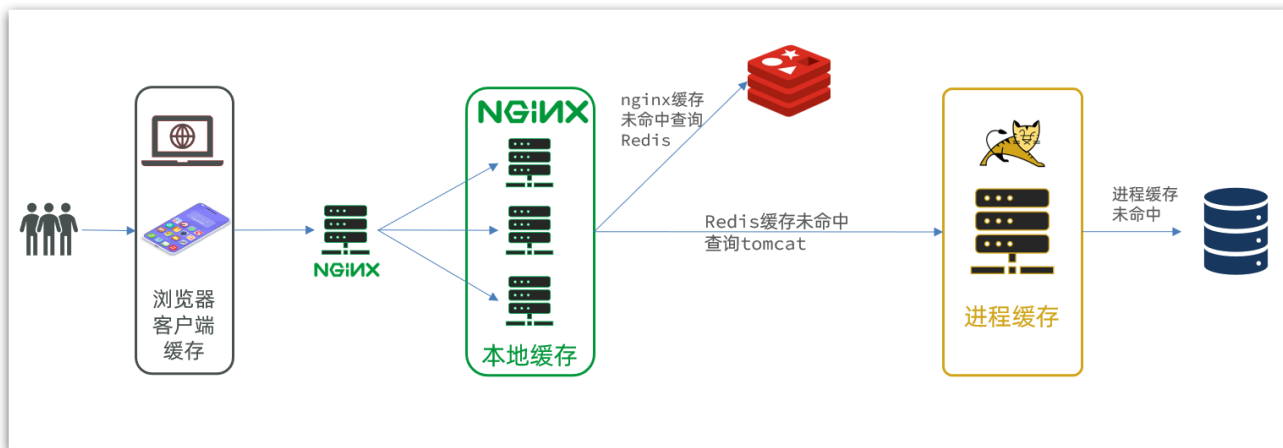 浏览器
客户端
缓存
NGINX
NGINX
本地缓存
nginx缓存
未命中查询
Redis
Redis缓存未命中
查询tomcat
进程缓存
进程缓存
未命中